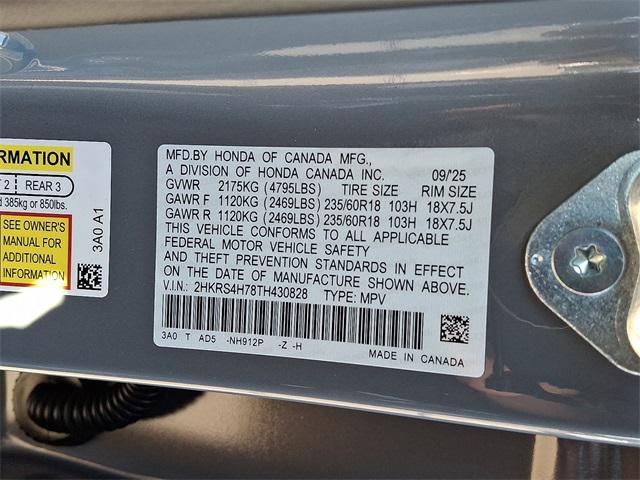 RMATION
2 REAR 3
385kg or 850lbs.
SEE OWNER'S
MANUAL FOR
ADDITIONAL
INFORMATION
3A0 A1
MFD.BY HONDA OF CANADA MFG.,
A DIVISION OF HONDA CANADA INC. 09/25
GVWR 2175KG (4795LBS) TIRE SIZE RIM SIZE
GAWR F 1120KG (2469LBS) 235/60R18 103H 18X7.5J
GAWR R 1120KG (2469LBS) 235/60R18 103H 18X7.5J
THIS VEHICLE CONFORMS TO ALL APPLICABLE
FEDERAL MOTOR VEHICLE SAFETY
AND THEFT PREVENTION STANDARDS IN EFFECT
ON THE DATE OF MANUFACTURE SHOWN ABOVE.
V.I.N.: 2HKRS4H78TH430828 TYPE: MPV
3A0 T AD5 -NH912P -Z -H
MADE IN CANADA